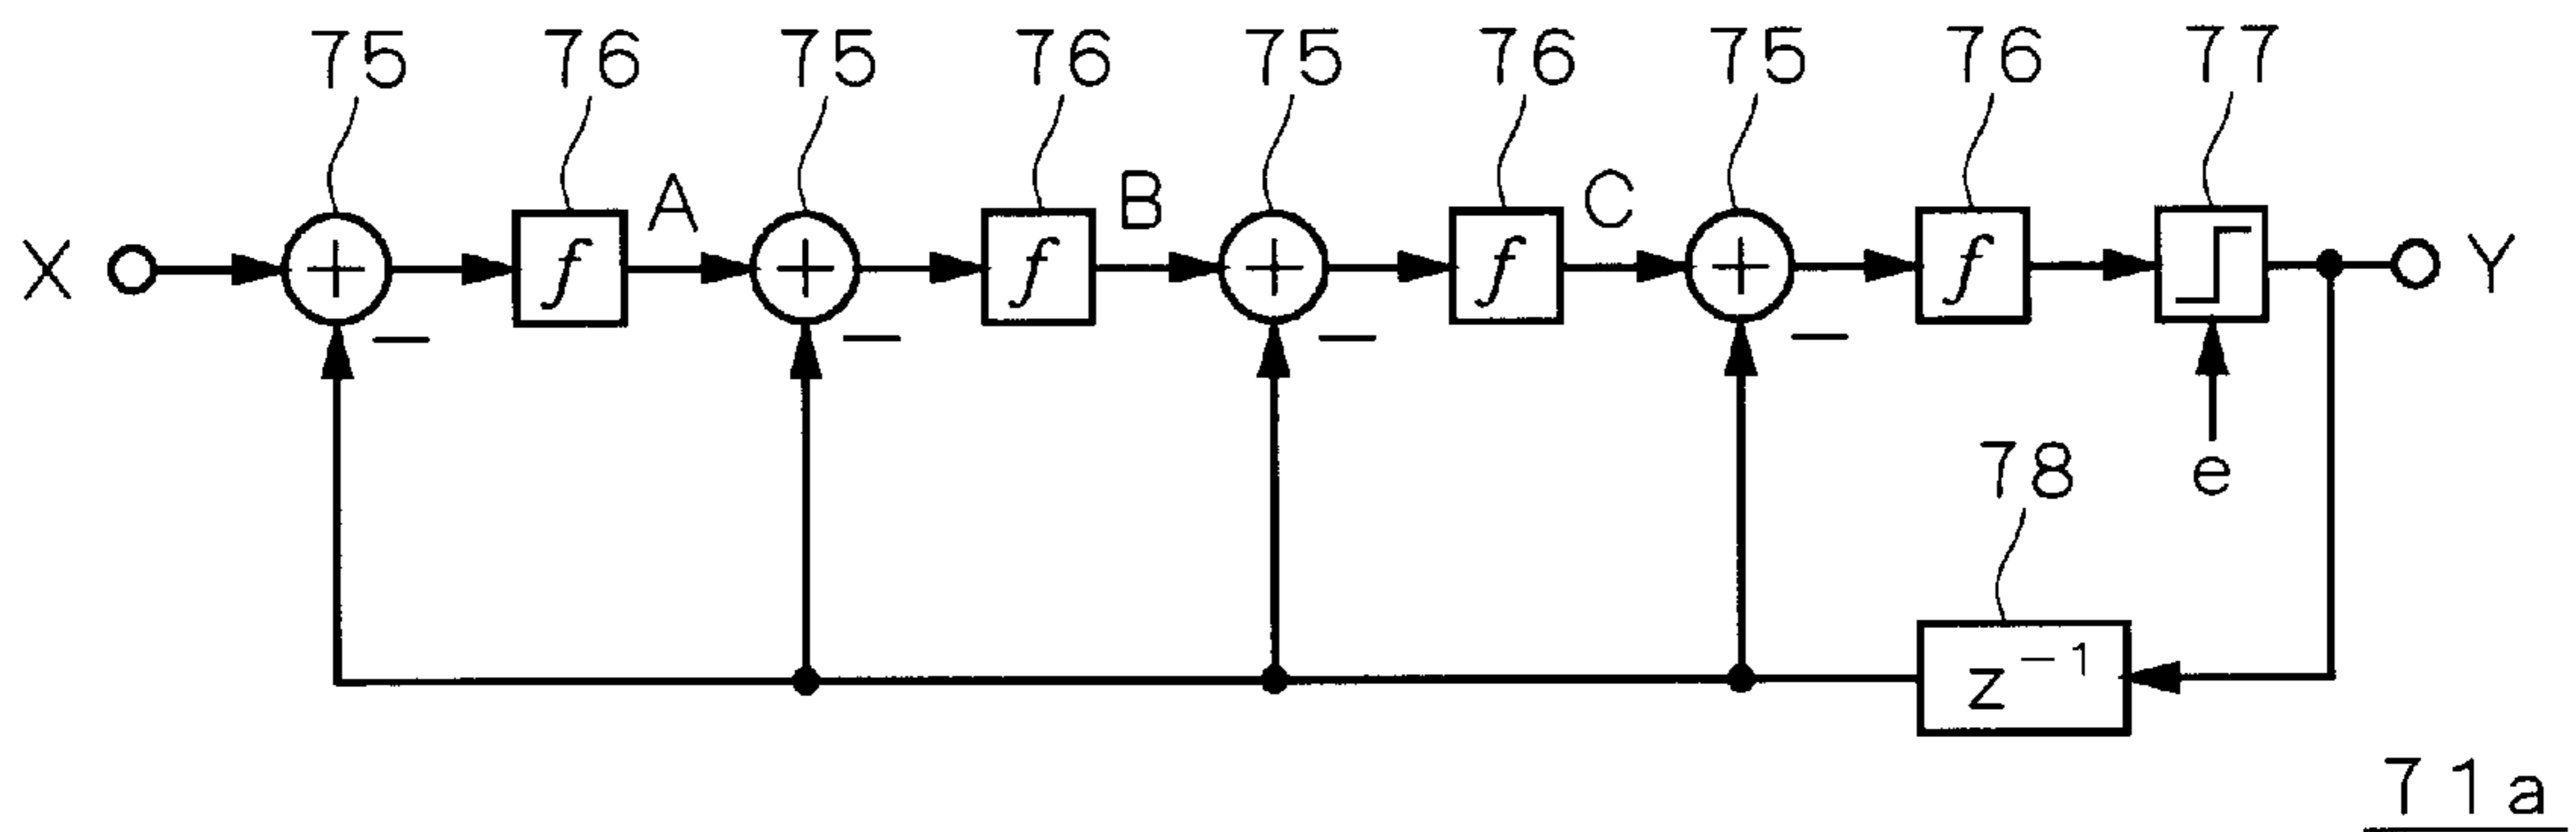 75 76 75 76 75 76 75 76 77
A B C
X + f + f + f + f Y
− − − −
e
78
z⁻¹
71a